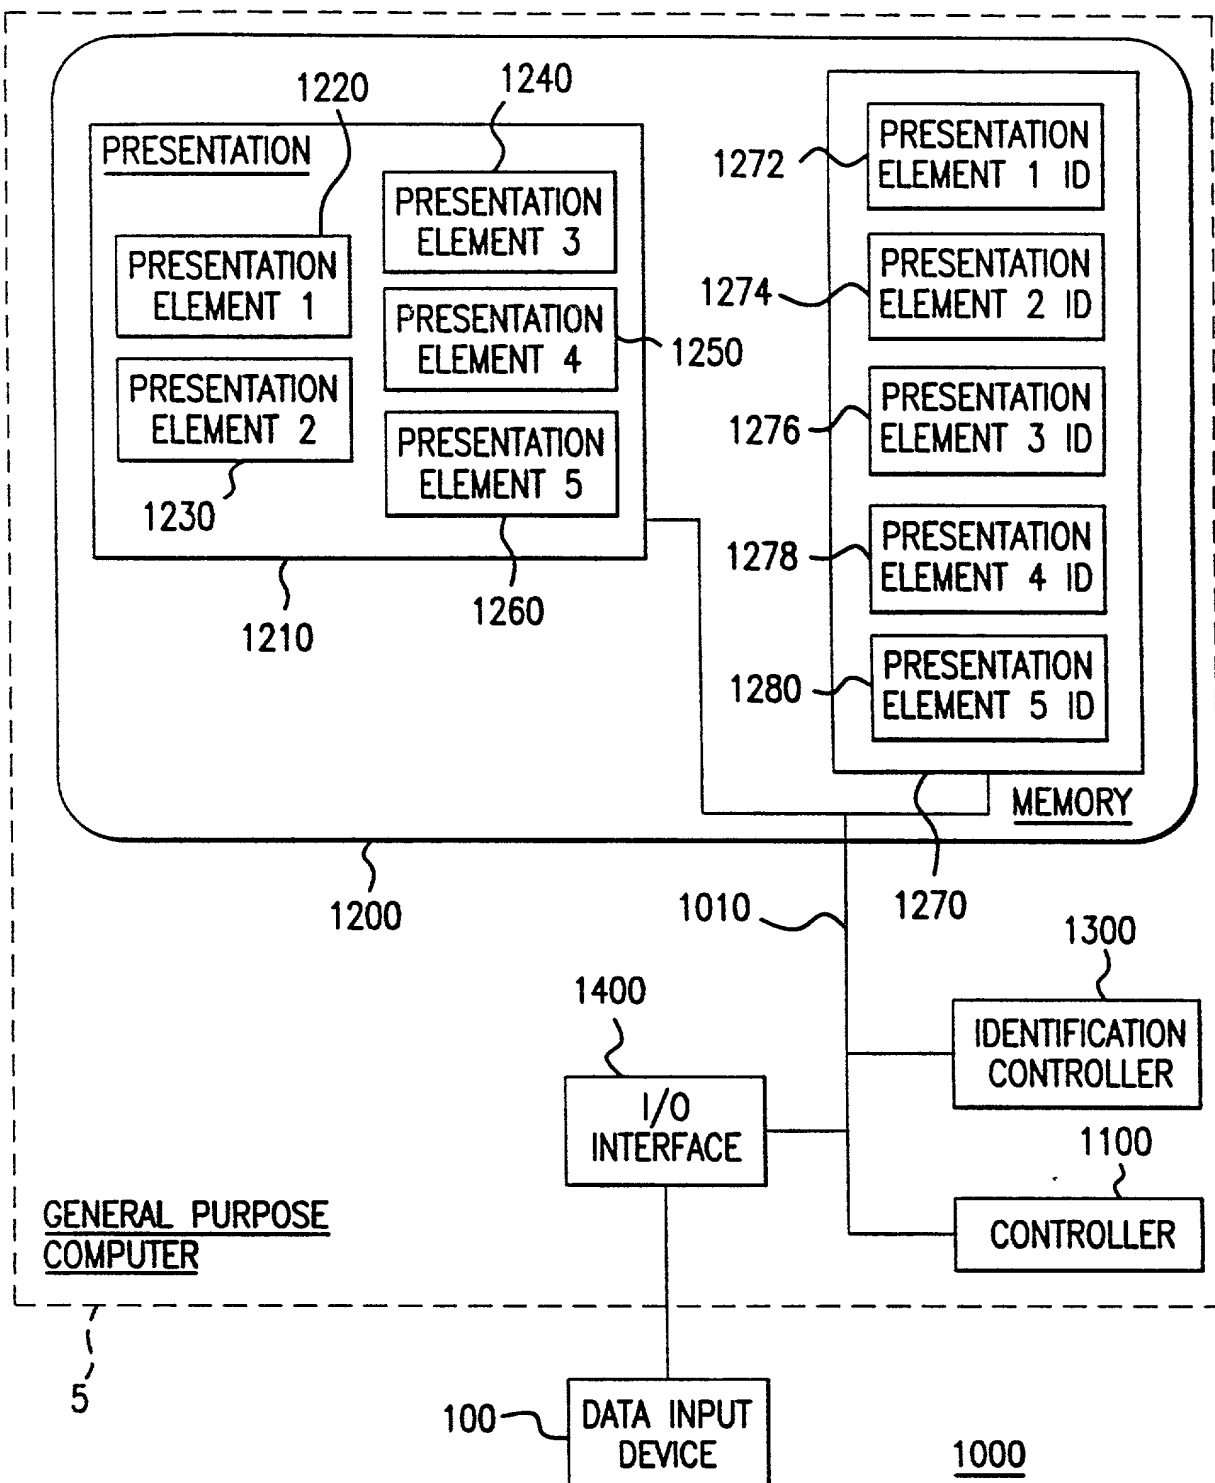 1220
1240
PRESENTATION
PRESENTATION
ELEMENT 1
PRESENTATION
ELEMENT 2
1230
PRESENTATION
ELEMENT 3
PRESENTATION
ELEMENT 4
1250
PRESENTATION
ELEMENT 5
1260
1210
1272
PRESENTATION
ELEMENT 1 ID
1274
PRESENTATION
ELEMENT 2 ID
1276
PRESENTATION
ELEMENT 3 ID
1278
PRESENTATION
ELEMENT 4 ID
1280
PRESENTATION
ELEMENT 5 ID
MEMORY
1200
1010
1270
1300
IDENTIFICATION
CONTROLLER
1400
I/O
INTERFACE
1100
CONTROLLER
GENERAL PURPOSE
COMPUTER
5
100
DATA INPUT
DEVICE
1000